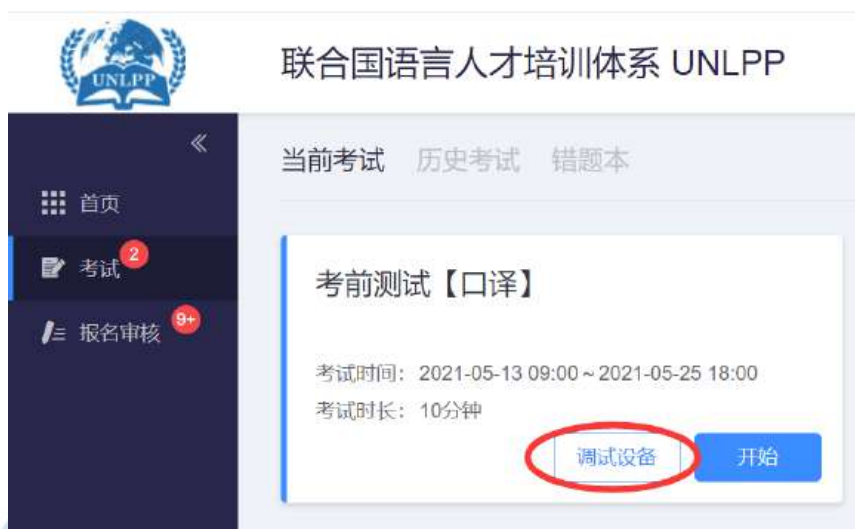 UNLPP
联合国语言人才培训体系 UNLPP
当前考试 历史考试 错题本
首页
考试 2
报名审核 9+
考前测试【口译】
考试时间：2021-05-13 09:00 ~ 2021-05-25 18:00
考试时长：10分钟
调试设备 开始